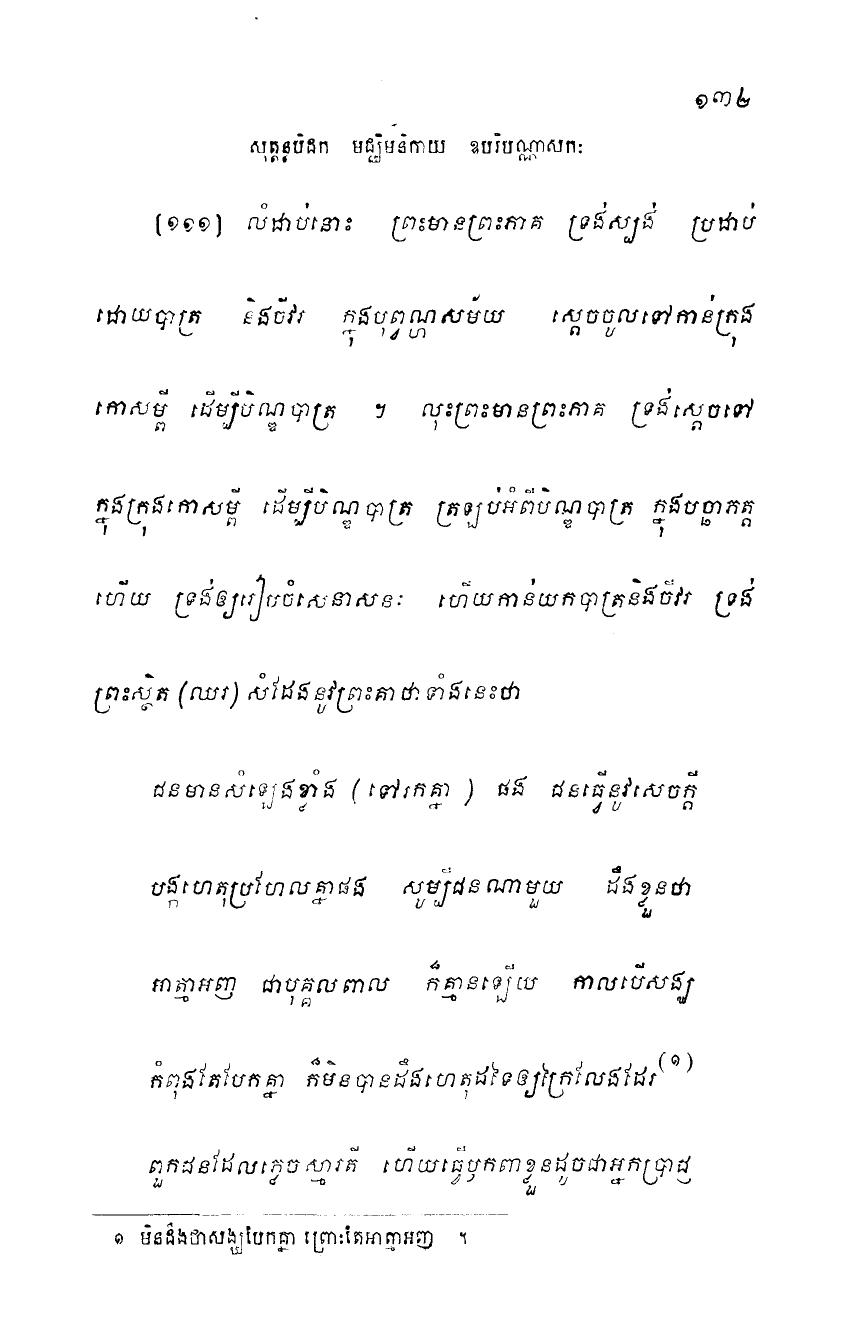 ១៣២
សុត្តន្តបិដក មជ្ឈិមនិកាយ ឧបរិបណ្ណាសកៈ
[១១១] លំដាប់នោះ ព្រះមានព្រះភាគ ទ្រង់ស្បង់ ប្រដាប់
ដោយបាត្រ និងចីវរ ក្នុងបុព្វណ្ហសម័យ ស្តេចចូលទៅកាន់ក្រុង
កោសម្ពី ដើម្បីបិណ្ឌបាត្រ ។ លុះព្រះមានព្រះភាគ ទ្រង់ស្តេចទៅ
ក្នុងក្រុងកោសម្ពី ដើម្បីបិណ្ឌបាត្រ ត្រឡប់អំពីបិណ្ឌបាត្រ ក្នុងបច្ឆាភត្ត
ហើយ ទ្រង់ឲ្យរៀបចំសេនាសនៈ ហើយកាន់យកបាត្រនិងចីវរ ទ្រង់
ព្រះស្ថិត (ឈរ) សំដែងនូវព្រះគាថាទាំងនេះថា
ជនមានសំឡេងខ្លាំង (ទៅរកគ្នា) ផង ជនធ្វើនូវសេចក្តី
បង្កហេតុប្រហែលគ្នាផង សូម្បីជនណាមួយ ដឹងខ្លួនថា
អាត្មាអញ ជាបុគ្គលពាល ក៏គ្មានឡើយ កាលបើសង្ឃ
កំពុងតែបែកគ្នា ក៏មិនបានដឹងហេតុដទៃឲ្យក្រៃលែងដែរ(១)
ពួកជនដែលភ្លេចស្មារតី ហើយធ្វើឫកពាខ្លួនដូចជាអ្នកប្រាជ្ញ
១ មិនដឹងថាសង្ឃបែកគ្នា ព្រោះតែអាត្មាអញ ។